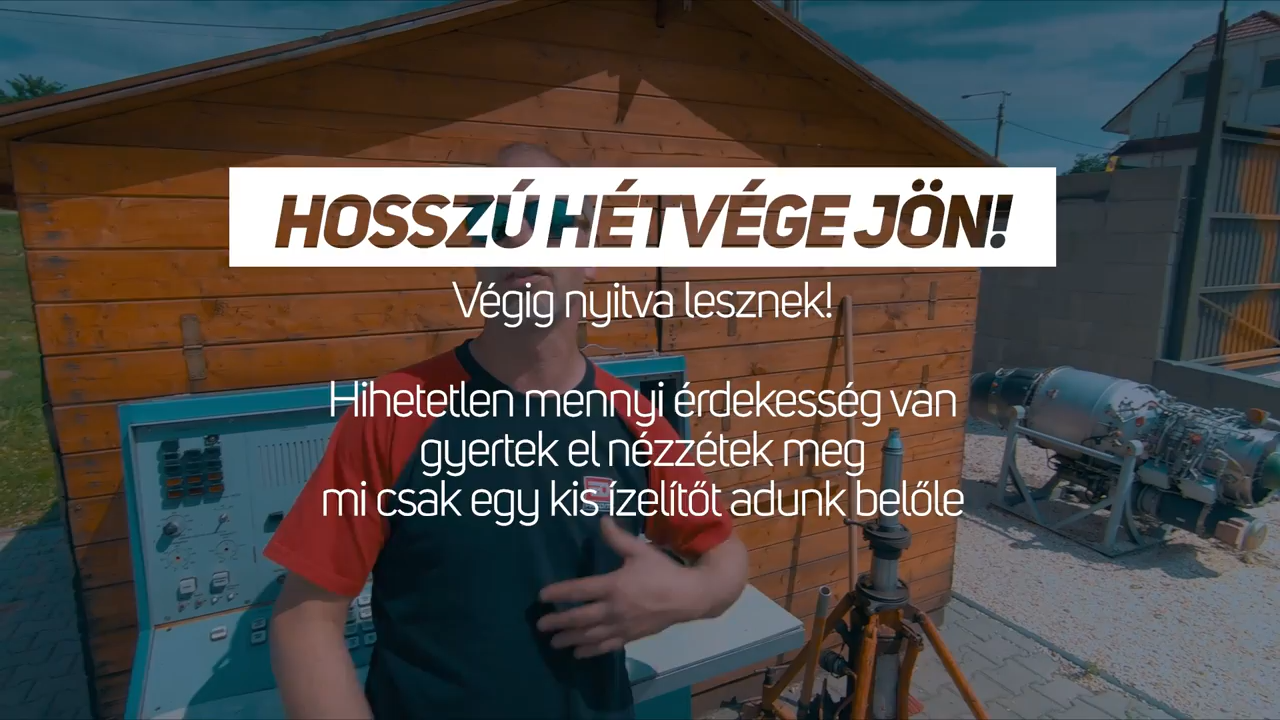 HOSSZÚ HÉTVÉGE JÖN!
Végig nyitva lesznek!
Hihetetlen mennyi érdekesség van
gyertek el nézzétek meg
mi csak egy kis ízelítőt adunk belőle